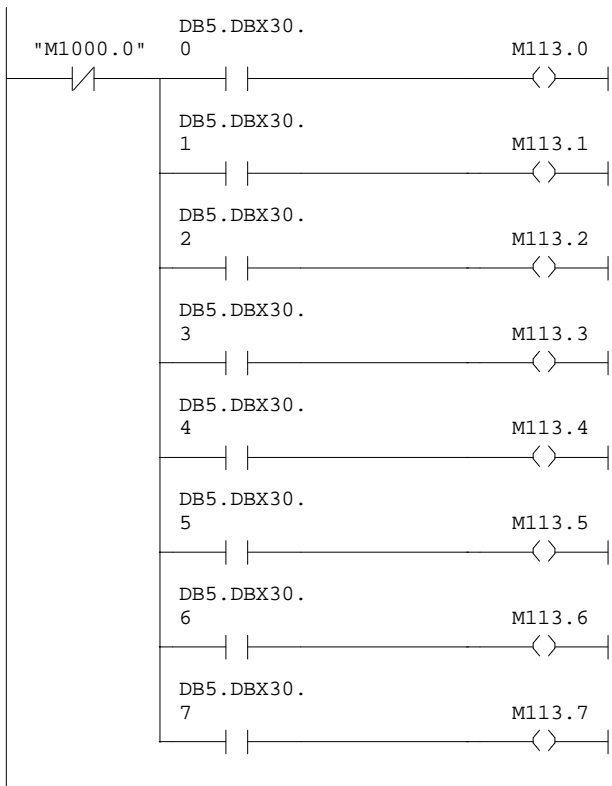 DB5.DBX30.
"M1000.0" 0 M113.0
DB5.DBX30.
1 M113.1
DB5.DBX30.
2 M113.2
DB5.DBX30.
3 M113.3
DB5.DBX30.
4 M113.4
DB5.DBX30.
5 M113.5
DB5.DBX30.
6 M113.6
DB5.DBX30.
7 M113.7